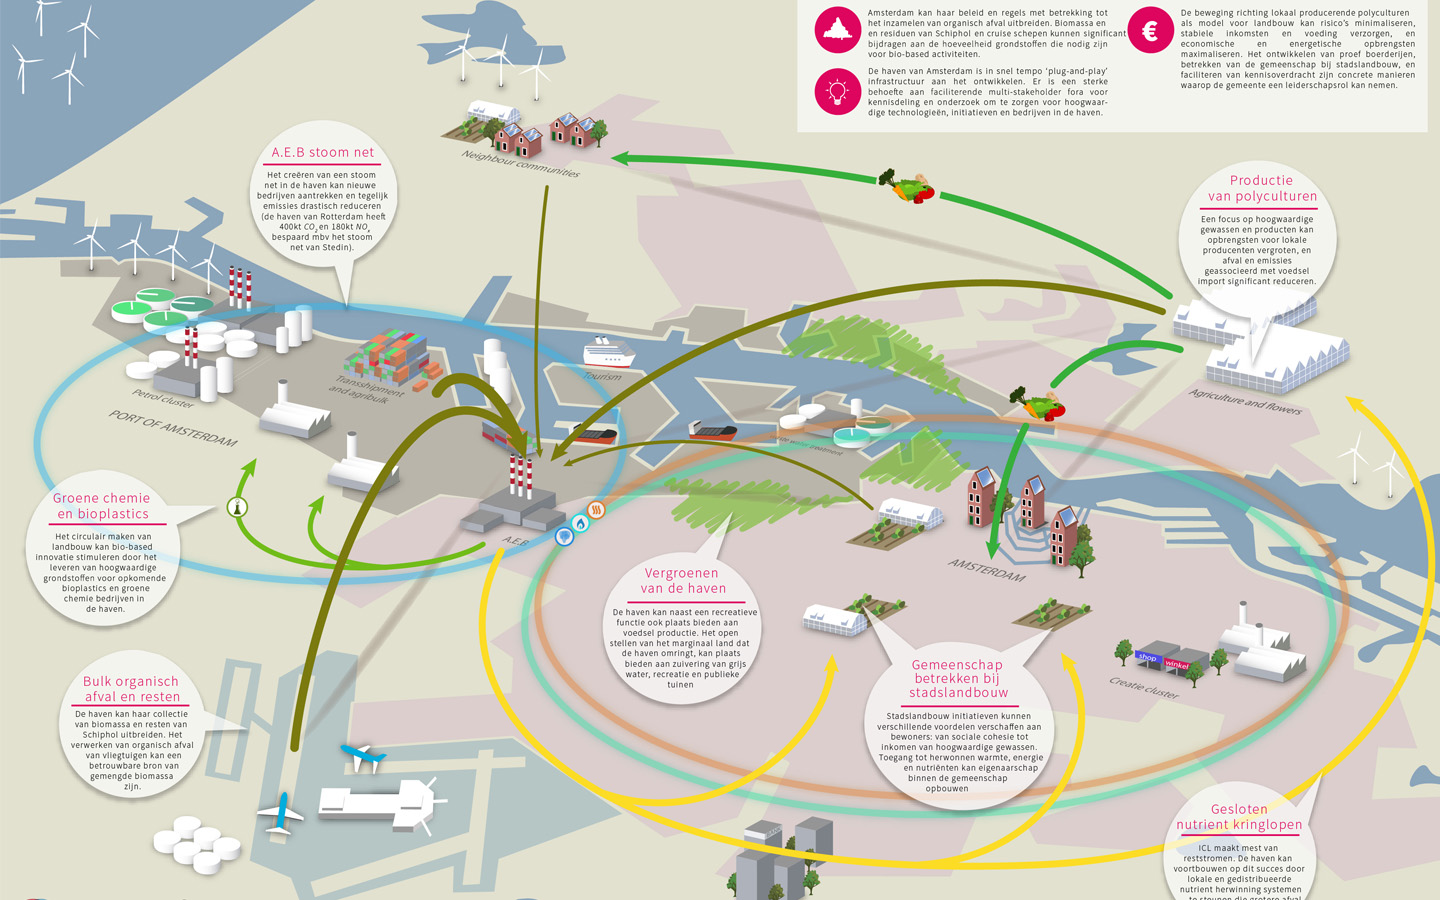 Amsterdam kan haar beleid en regels met betrekking tot
het inzamelen van organisch afval uitbreiden. Biomassa en
en residuen van Schiphol en cruise schepen kunnen significant
bijdragen aan de hoeveelheid grondstoffen die nodig zijn
voor bio-based activiteiten.
De haven van Amsterdam is in snel tempo 'plug-and-play'
infrastructuur aan het ontwikkelen. Er is een sterke
behoefte aan faciliterende multi-stakeholder fora voor
kennisdeling en onderzoek om te zorgen voor hoogwaar-
dige technologieën, initiatieven en bedrijven in de haven.
€
De beweging richting lokaal producerende polyculturen
als model voor landbouw kan risico's minimaliseren,
stabiele inkomsten en voeding verzorgen, en
economische en energetische opbrengsten
maximaliseren. Het ontwikkelen van proef boerderijen,
betrekken van de gemeenschap bij stadslandbouw, en
faciliteren van kennisoverdracht zijn concrete manieren
waarop de gemeente een leiderschapsrol kan nemen.
A.E.B stoom net
Het creëren van een stoom
net in de haven kan nieuwe
bedrijven aantrekken en tegelijk
emissies drastisch reduceren
(de haven van Rotterdam heeft
400kt CO2 en 180kt NOx
bespaard mbv het stoom
net van Stedin).
Neighbour communities
Productie
van polyculturen
Een focus op hoogwaardige
gewassen en producten kan
opbrengsten voor lokale
producenten vergroten, en
afval en emissies
geassocieerd met voedsel
import significant reduceren.
Petrol cluster
PORT OF AMSTERDAM
Transshipment
and agribulk
Tourism
Agriculture and flowers
water treatment
Groene chemie
en bioplastics
Het circulair maken van
landbouw kan bio-based
innovatie stimuleren door het
leveren van hoogwaardige
grondstoffen voor opkomende
bioplastics en groene
chemie bedrijven in
de haven.
A.E.B
AMSTERDAM
Vergroenen
van de haven
De haven kan naast een recreatieve
functie ook plaats bieden aan
voedsel productie. Het open
stellen van het marginaal land dat
de haven omringt, kan plaats
bieden aan zuivering van grijs
water, recreatie en publieke
tuinen
Gemeenschap
betrekken bij
stadslandbouw
Stadslandbouw initiatieven kunnen
verschillende voordelen verschaffen aan
bewoners: van sociale cohesie tot
inkomen van hoogwaardige gewassen.
Toegang tot herwonnen warmte, energie
en nutriënten kan eigenaarschap
binnen de gemeenschap
opbouwen
shop
winkel
Creatie cluster
Bulk organisch
afval en resten
De haven kan haar collectie
van biomassa en resten van
Schiphol uitbreiden. Het
verwerken van organisch afval
van vliegtuigen kan een
betrouwbare bron van
gemengde biomassa
zijn.
Gesloten
nutrient kringlopen
ICL maakt mest van
reststromen. De haven kan
voortbouwen op dit succes door
lokale en gedistribueerde
nutrient herwinning systemen
te steunen die grotere afval